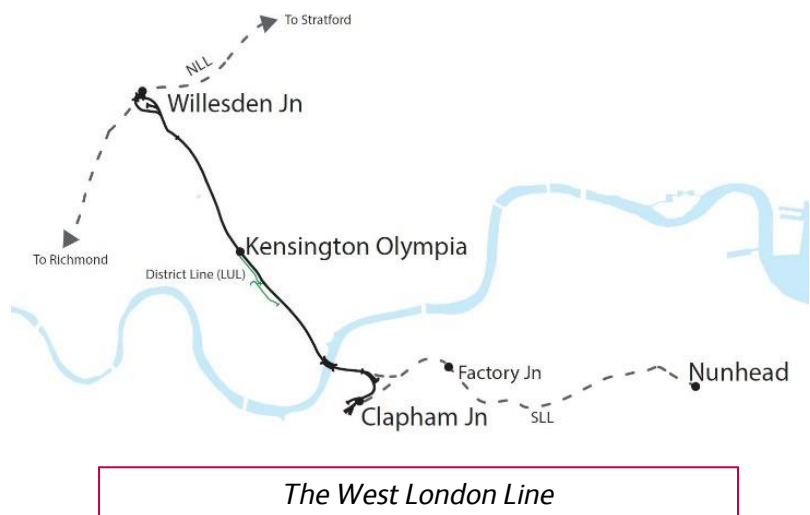 To Stratford
NLL
Willesden Jn
To Richmond
Kensington Olympia
District Line (LUL)
Factory Jn
Nunhead
Clapham Jn
SLL
The West London Line